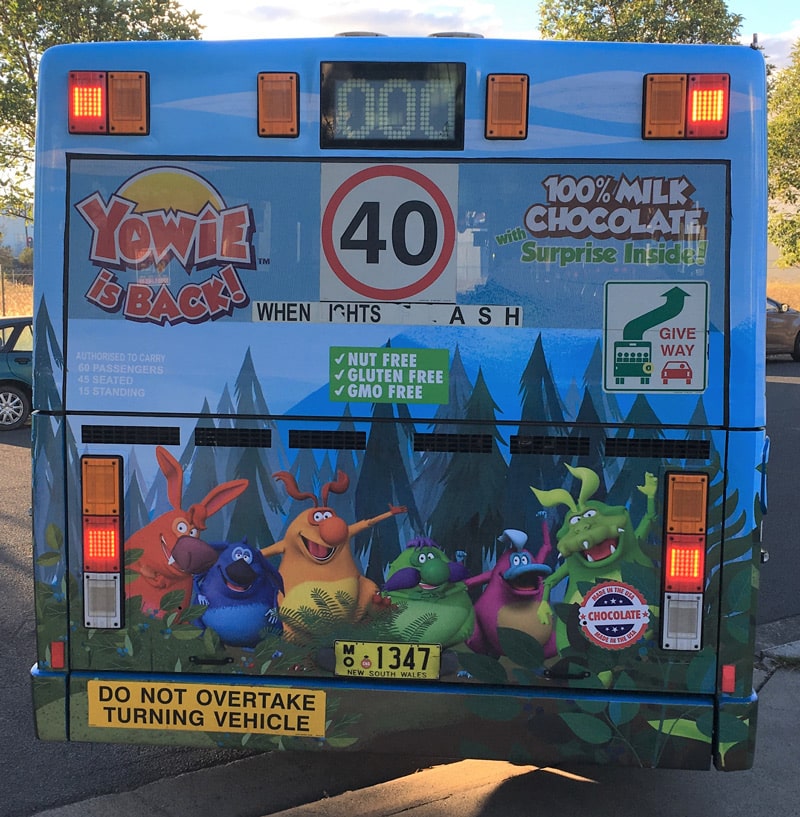 YOWIE™
IS BACK!
40
100% MILK
CHOCOLATE
with Surprise Inside!
WHEN IGHTS ASH
GIVE
WAY
AUTHORISED TO CARRY
60 PASSENGERS
45 SEATED
15 STANDING
✓ NUT FREE
✓ GLUTEN FREE
✓ GMO FREE
MADE IN THE USA
CHOCOLATE
MADE IN THE USA
MO 1347
NEW SOUTH WALES
DO NOT OVERTAKE
TURNING VEHICLE